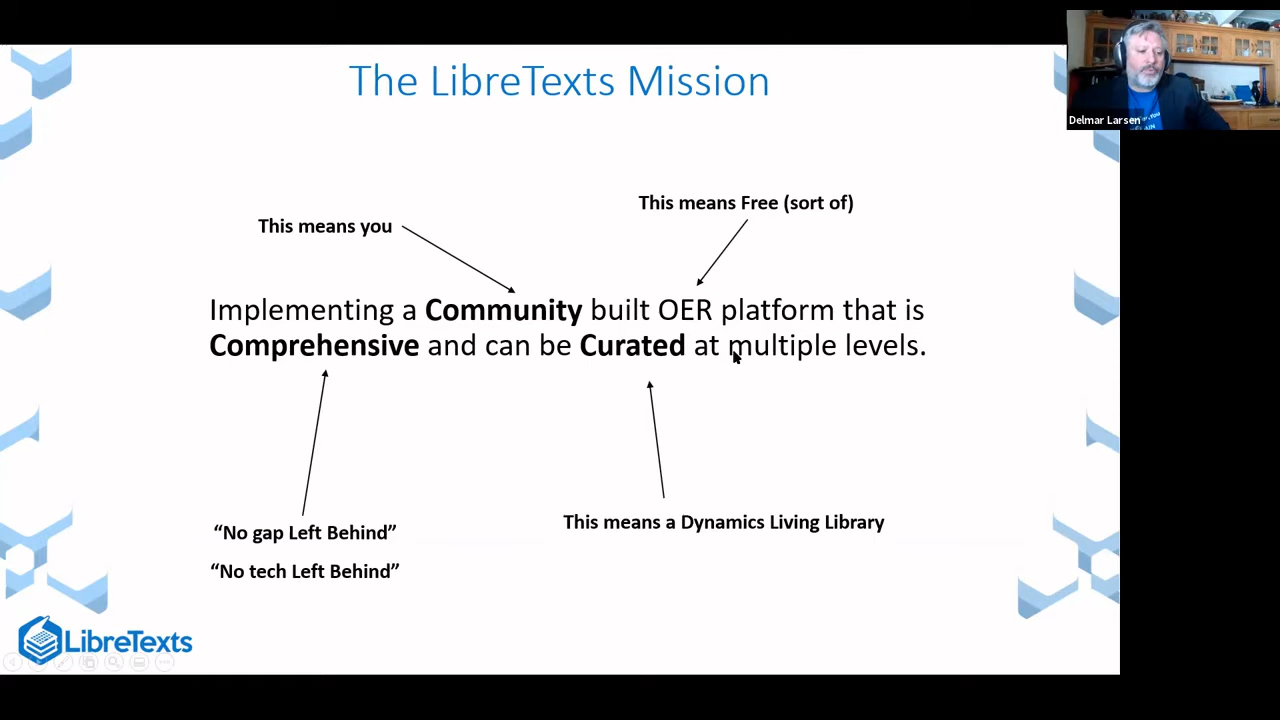 The LibreTexts Mission
Delmar Larsen
This means Free (sort of)
This means you
Implementing a Community built OER platform that is
Comprehensive and can be Curated at multiple levels.
This means a Dynamics Living Library
“No gap Left Behind”
“No tech Left Behind”
LibreTexts